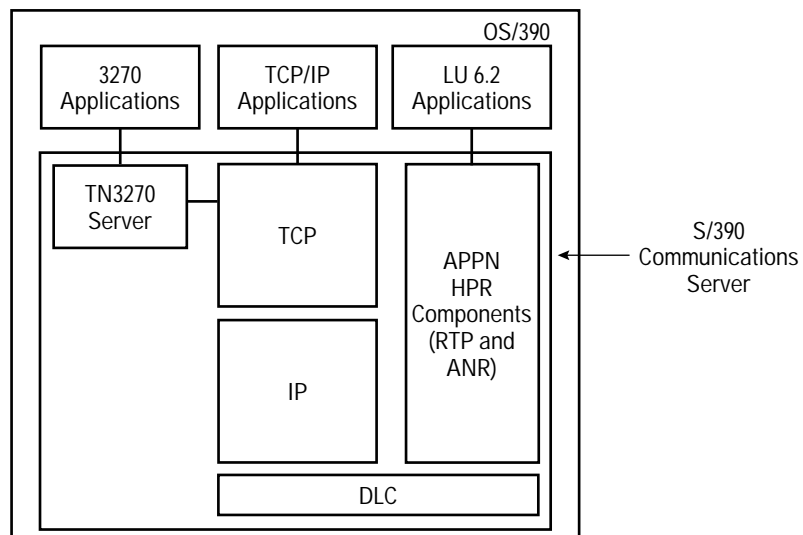 OS/390
3270
Applications
TCP/IP
Applications
LU 6.2
Applications
TN3270
Server
TCP
APPN
HPR
Components
(RTP and
ANR)
IP
DLC
S/390
Communications
Server